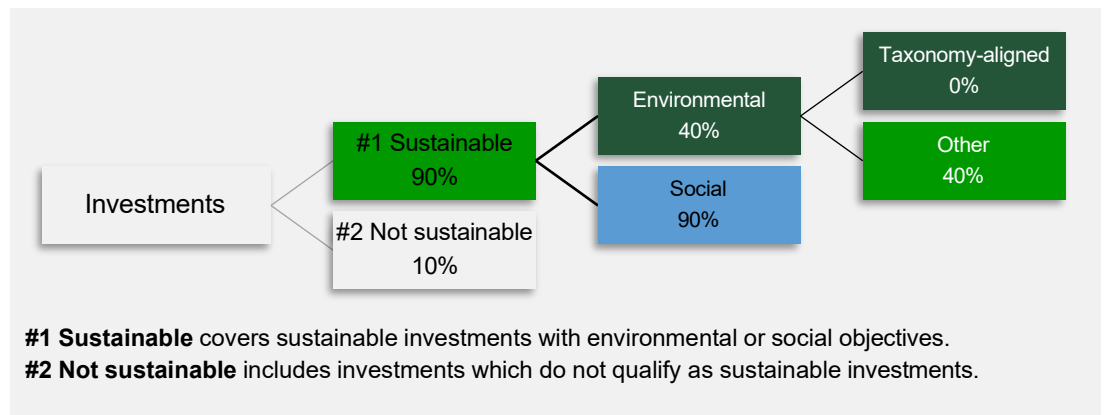 Investments
#1 Sustainable
90%
#2 Not sustainable
10%
Environmental
40%
Social
90%
Taxonomy-aligned
0%
Other
40%
#1 Sustainable covers sustainable investments with environmental or social objectives.
#2 Not sustainable includes investments which do not qualify as sustainable investments.